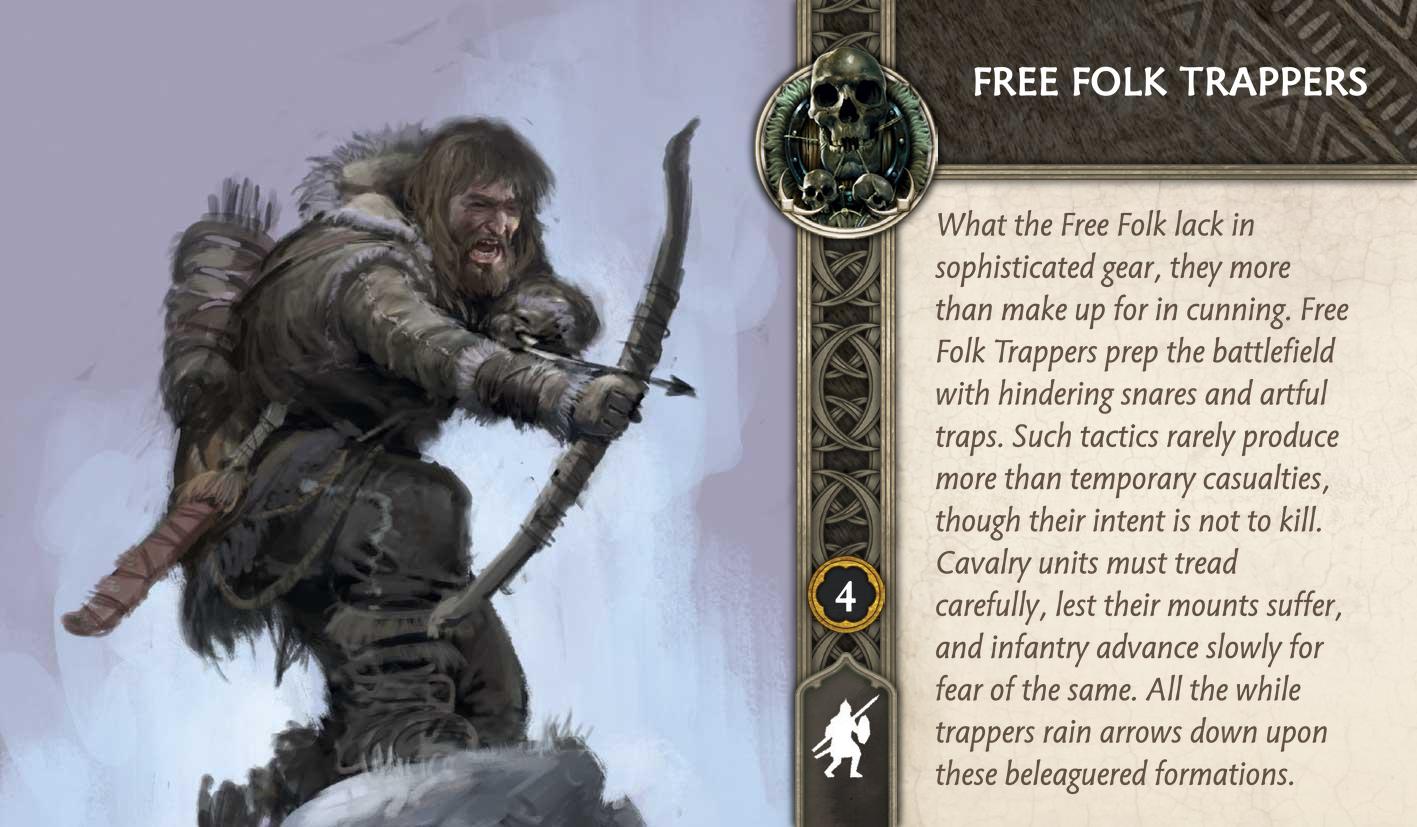 FREE FOLK TRAPPERS
What the Free Folk lack in
sophisticated gear, they more
than make up for in cunning. Free
Folk Trappers prep the battlefield
with hindering snares and artful
traps. Such tactics rarely produce
more than temporary casualties,
though their intent is not to kill.
Cavalry units must tread
carefully, lest their mounts suffer,
and infantry advance slowly for
fear of the same. All the while
trappers rain arrows down upon
these beleaguered formations.
4